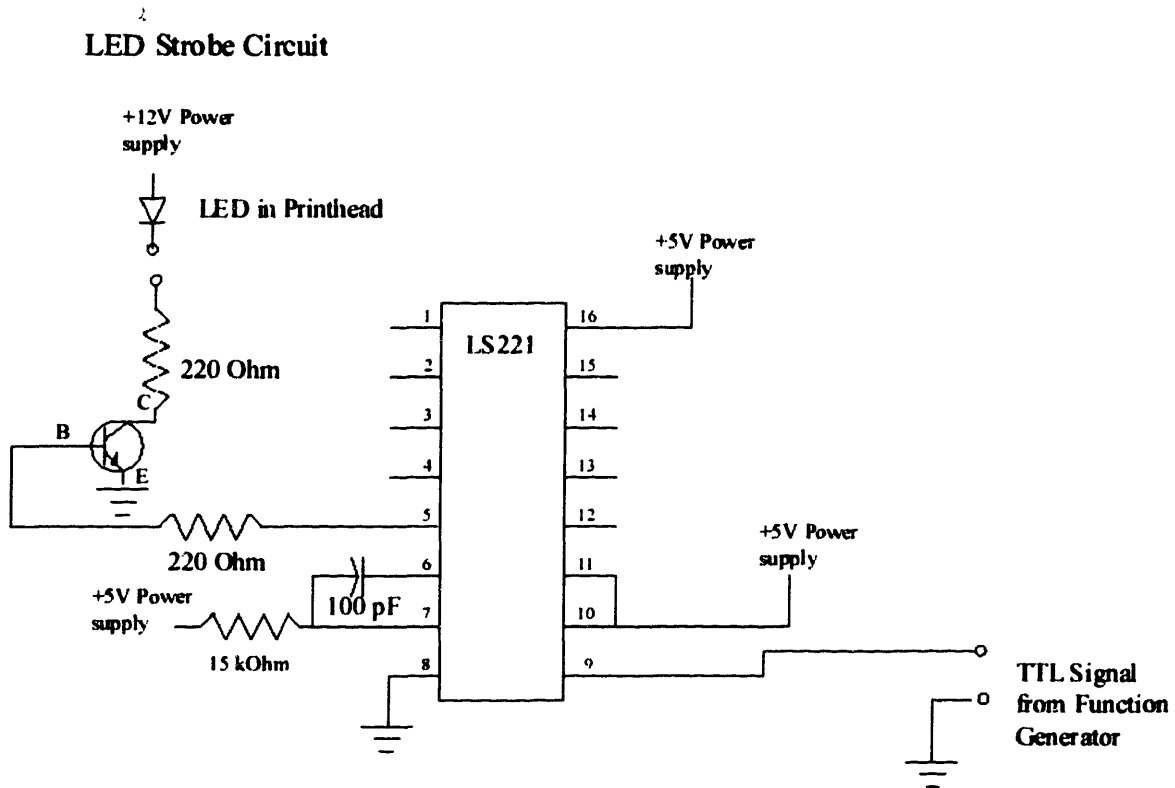 LED Strobe Circuit
+12V Power
supply
LED in Printhead
+5V Power
supply
1
16
LS221
2
15
220 Ohm
C
3
14
B
E
4
13
5
12
+5V Power
supply
220 Ohm
6
11
+5V Power
supply
100 pF
7
10
15 kOhm
8
9
TTL Signal
from Function
Generator